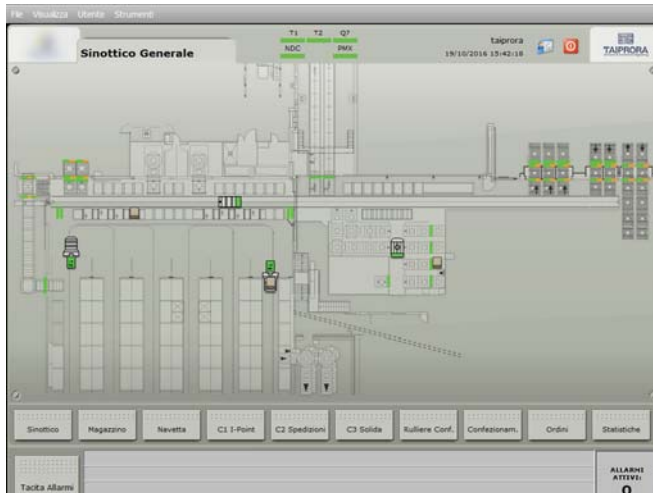 File Visualizza Utente Strumenti
Sinottico Generale
T1 T2 Q7
NDC PMX
taiprora
19/10/2016 15:42:18
TAIPRORA
Sinottico Magazzino Navetta C1 I-Point C2 Spedizioni C3 Solida Rulliere Conf. Confezionam. Ordini Statistiche
Tacita Allarmi
ALLARMI
ATTIVI:
0